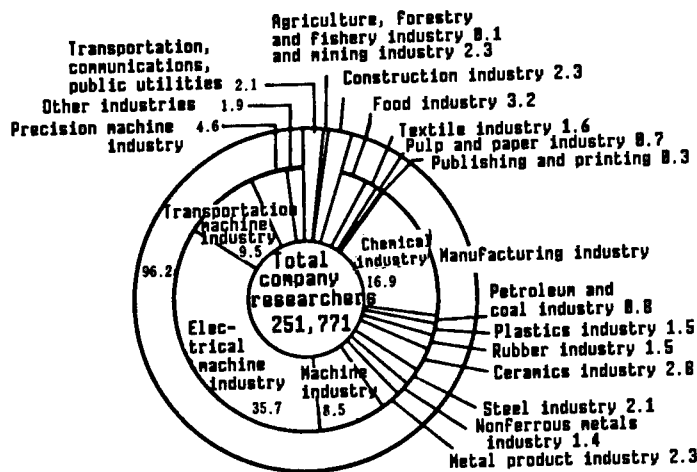 Agriculture, forestry
and fishery industry 0.1
and mining industry 2.3
Transportation,
communications,
public utilities 2.1
Construction industry 2.3
Other industries 1.9
Food industry 3.2
Precision machine 4.6
industry
Textile industry 1.6
Pulp and paper industry 0.7
Publishing and printing 0.3
Transportation
machine
industry
9.5
Chemical
industry
16.9
Manufacturing industry
96.2
Total
company
researchers
251,771
Petroleum and
coal industry 0.8
Plastics industry 1.5
Rubber industry 1.5
Ceramics industry 2.8
Elec-
trical
machine
industry
35.7
Machine
industry
8.5
Steel industry 2.1
Nonferrous metals
industry 1.4
Metal product industry 2.3